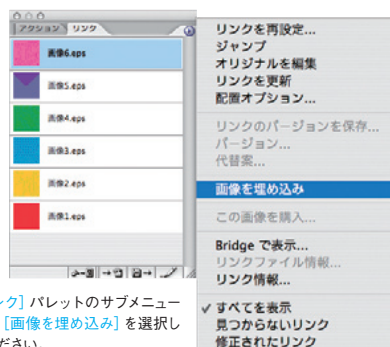 アクション リンク
画像6.eps
画像5.eps
画像4.eps
画像3.eps
画像2.eps
画像1.eps
ク] パレットのサブメニュー
[画像を埋め込み] を選択し
ださい。
リンクを再設定...
ジャンプ
オリジナルを編集
リンクを更新
配置オプション...
リンクのバージョンを保存...
バージョン...
代替案...
画像を埋め込み
この画像を購入...
Bridge で表示...
リンクファイル情報...
リンク情報...
✓ すべてを表示
見つからないリンク
修正されたリンク